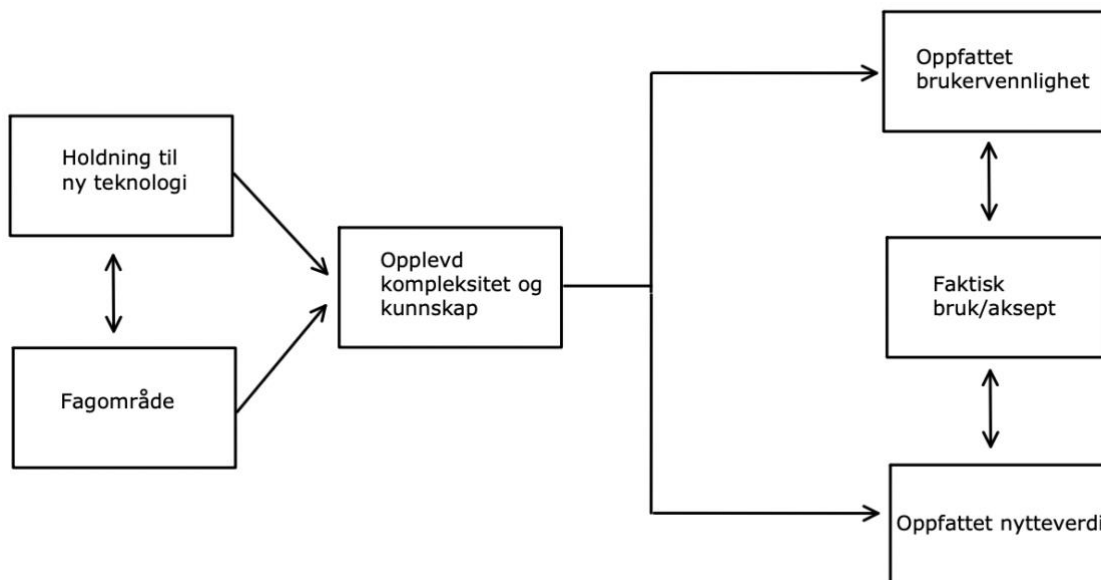 Holdning til
ny teknologi
Fagområde
Opplevd
kompleksitet og
kunnskap
Oppfattet
brukervennlighet
Faktisk
bruk/aksept
Oppfattet nytteverdi